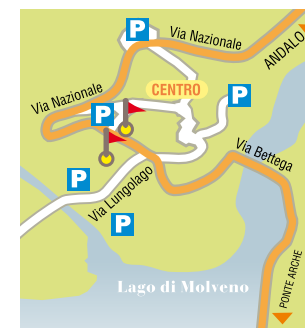 P
Via Nazionale
ANDALO
Via Nazionale
CENTRO
P
P
Via Bettega
P
Via Lungolago
P
Lago di Molveno
PONTE ARCHE